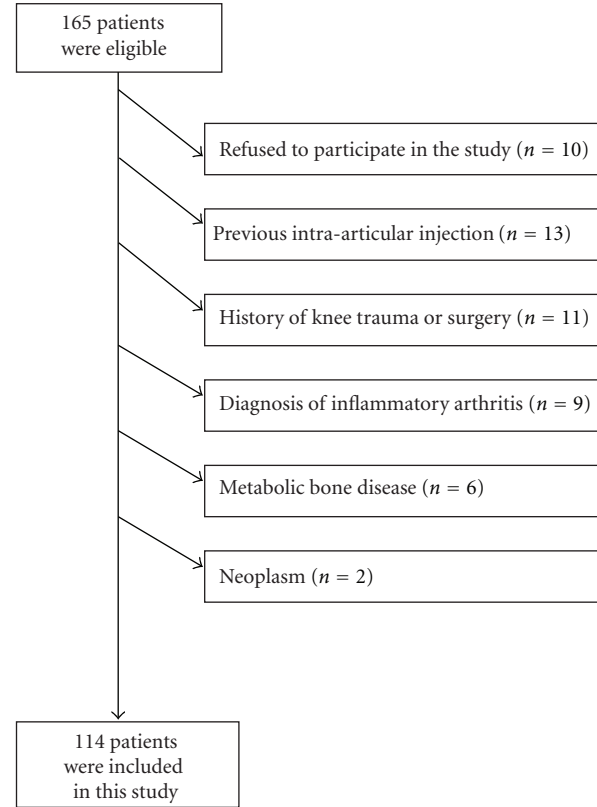 165 patients
were eligible
Refused to participate in the study (n = 10)
Previous intra-articular injection (n = 13)
History of knee trauma or surgery (n = 11)
Diagnosis of inflammatory arthritis (n = 9)
Metabolic bone disease (n = 6)
Neoplasm (n = 2)
114 patients
were included
in this study